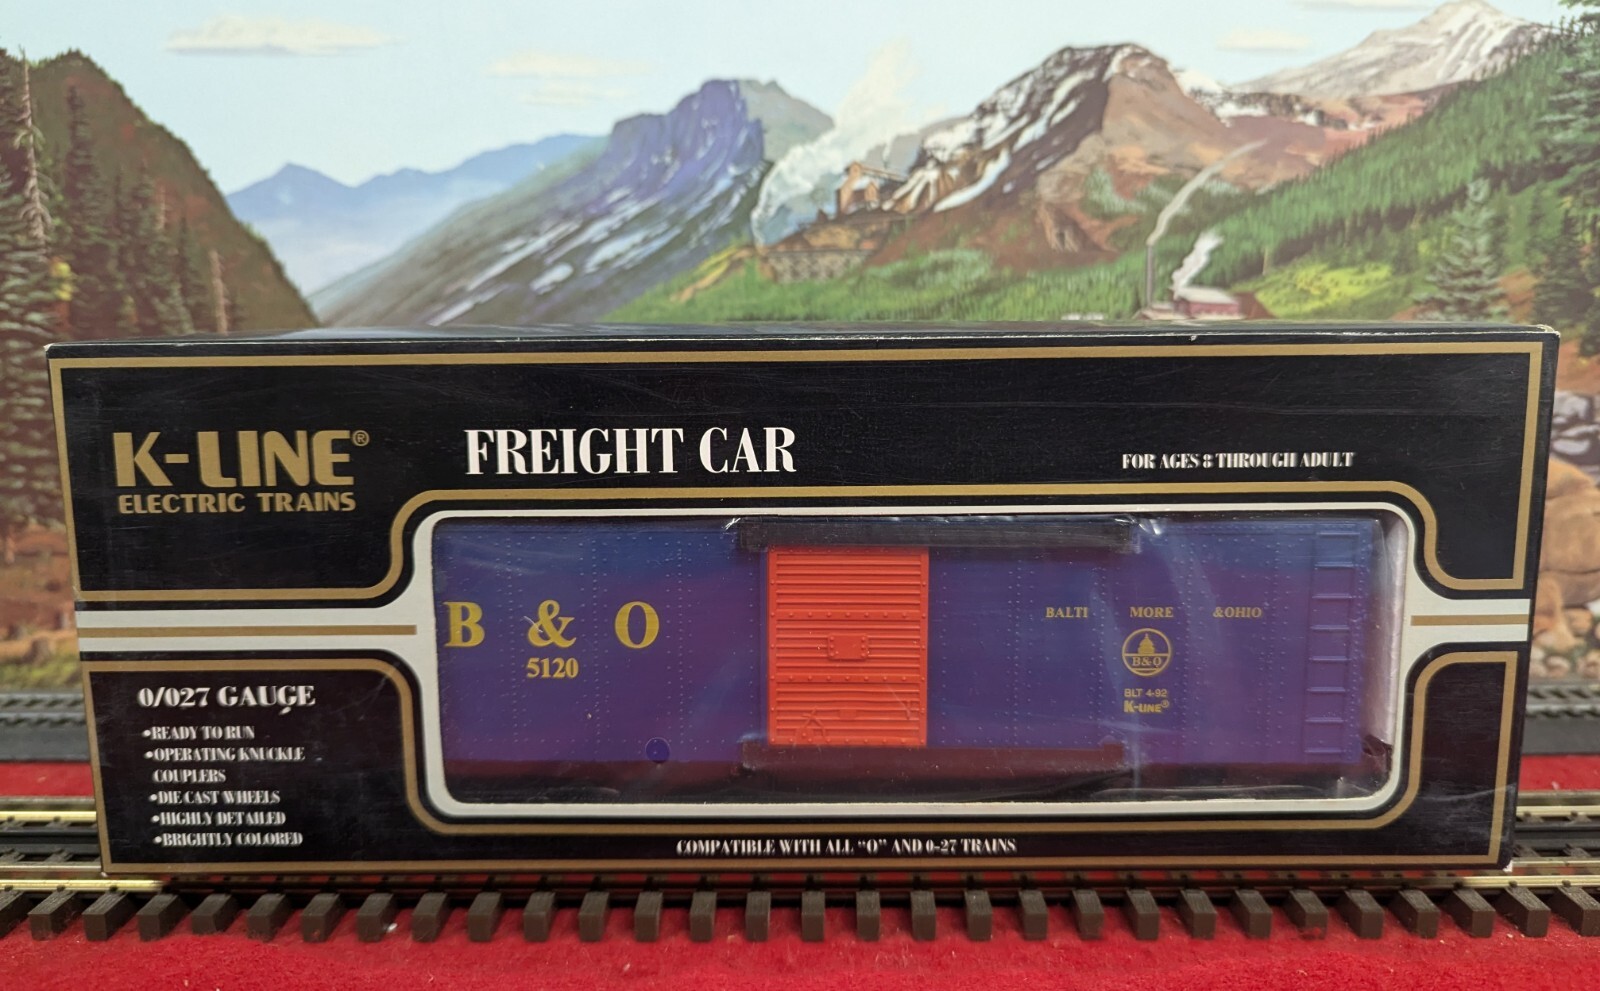 K-LINE®
ELECTRIC TRAINS
FREIGHT CAR
FOR AGES 8 THROUGH ADULT
B & O
5120
BALTI MORE &OHIO
B&O
BLT 4-92
K-LINE®
0/027 GAUGE
•READY TO RUN
•OPERATING KNUCKLE
COUPLERS
•DIE CAST WHEELS
•HIGHLY DETAILED
•BRIGHTLY COLORED
COMPATIBLE WITH ALL “O” AND 0-27 TRAINS